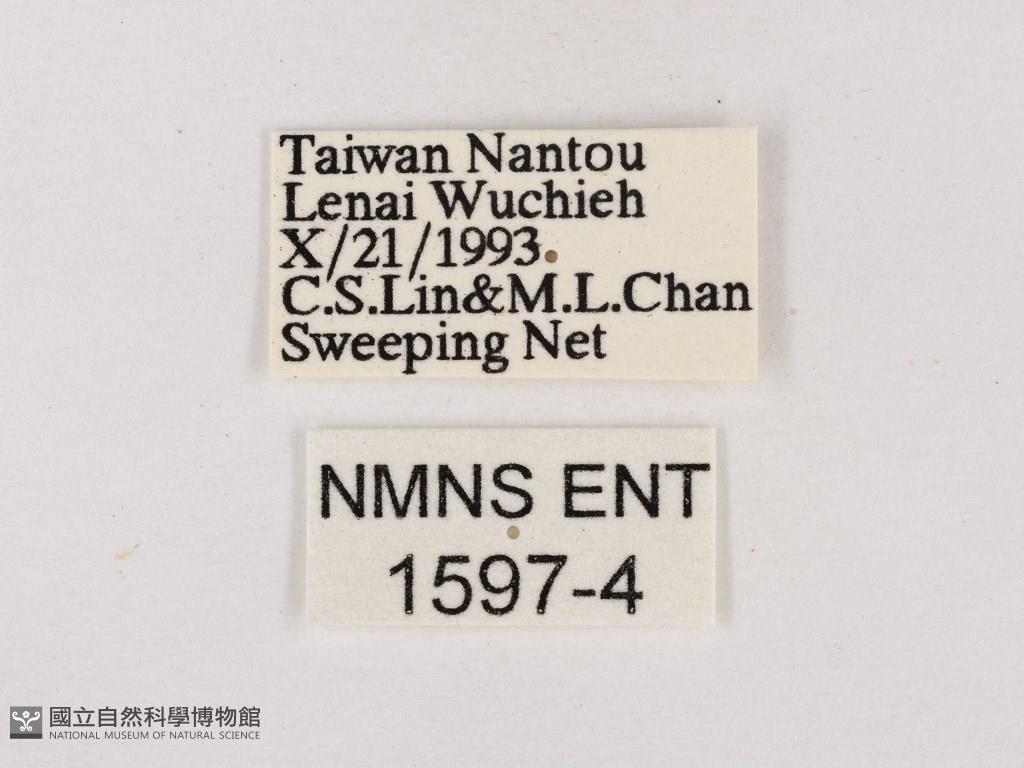 Taiwan Nantou
Lenai Wuchieh
X/21/1993
C.S.Lin&M.L.Chan
Sweeping Net
NMNS ENT
1597-4
國立自然科學博物館
NATIONAL MUSEUM OF NATURAL SCIENCE